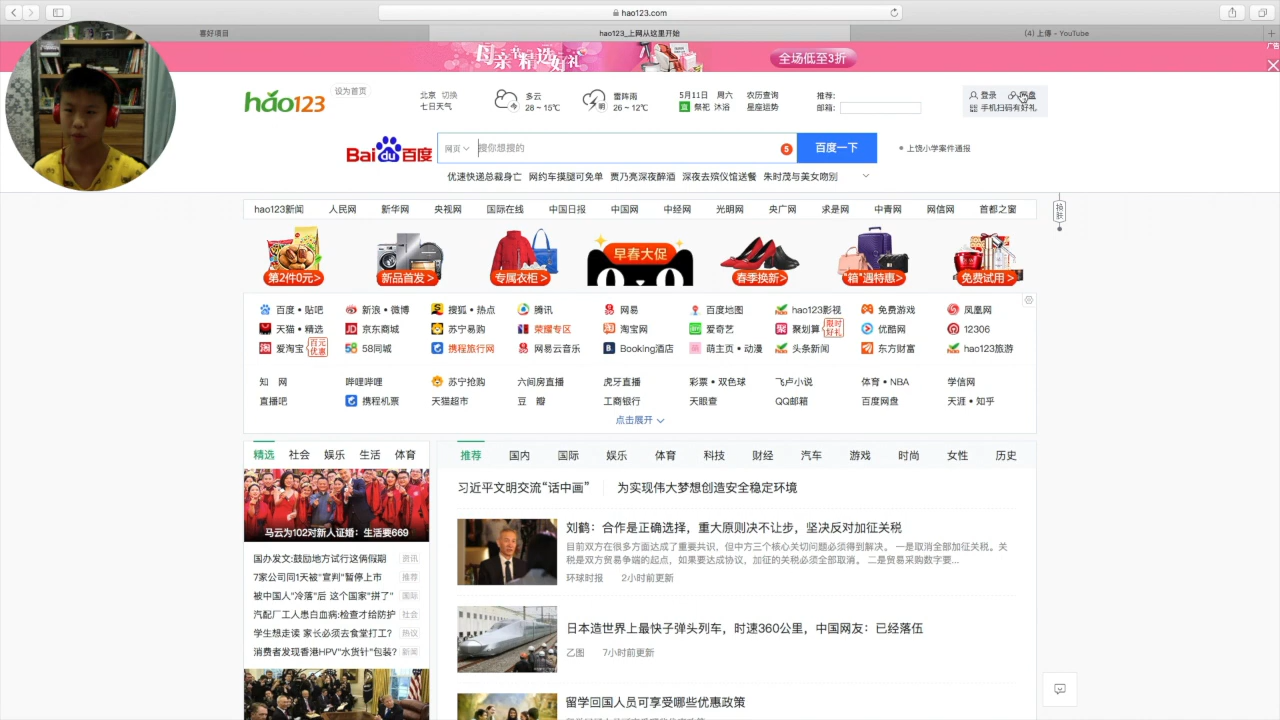 hao123.com
喜好项目
hao123_上网从这里开始
(4) 上傳 - YouTube
母亲节精选好礼
全场低至3折
广告
hao123
设为首页
北京 切换
七日天气
多云
28 ~ 15℃
今
雷阵雨
26 ~ 12℃
明
5月11日 周六
宜 祭祀 沐浴
农历查询
星座运势
推荐:
邮箱:
登录
手机扫码有好礼
Bai du 百度
网页
搜你想搜的
5
百度一下
上饶小学案件通报
优速快递总裁身亡 网约车摸腿可免单 贾乃亮深夜醉酒 深夜去殡仪馆送餐 朱时茂与美女吻别
hao123新闻 人民网 新华网 央视网 国际在线 中国日报 中国网 中经网 光明网 央广网 求是网 中青网 网信网 首都之窗
换肤
第2件0元>
新品首发 >
专属衣柜 >
早春大促
春季换新>
"箱"遇特惠>
免费试用 >
百度 • 贴吧 新浪 • 微博 搜狐 • 热点 腾讯 网易 百度地图 hao123影视 免费游戏 凤凰网
天猫 • 精选 京东商城 苏宁易购 荣耀专区 淘宝网 爱奇艺 聚划算 限时好礼 优酷网 12306
爱淘宝 百元优惠 58同城 携程旅行网 网易云音乐 Booking酒店 萌主页 • 动漫 头条新闻 东方财富 hao123旅游
知 网 哔哩哔哩 苏宁抢购 六间房直播 虎牙直播 彩票 • 双色球 飞卢小说 体育 • NBA 学信网
直播吧 携程机票 天猫超市 豆 瓣 工商银行 天眼查 QQ邮箱 百度网盘 天涯 • 知乎
点击展开
精选 社会 娱乐 生活 体育
马云为102对新人证婚：生活要669
国办发文:鼓励地方试行这俩假期 资讯
7家公司同1天被"宣判"暂停上市 推荐
被中国人"冷落"后 这个国家"拼了" 国际
汽配厂工人患白血病:检查才给防护 社会
学生想走读 家长必须去食堂打工? 热议
消费者发现香港HPV"水货针"包装? 新闻
推荐 国内 国际 娱乐 体育 科技 财经 汽车 游戏 时尚 女性 历史
习近平文明交流“话中画” 为实现伟大梦想创造安全稳定环境
刘鹤：合作是正确选择，重大原则决不让步，坚决反对加征关税
目前双方在很多方面达成了重要共识，但中方三个核心关切问题必须得到解决。 一是取消全部加征关税。关
税是双方贸易争端的起点，如果要达成协议，加征的关税必须全部取消。 二是贸易采购数字要...
环球时报 2小时前更新
日本造世界上最快子弹头列车，时速360公里，中国网友：已经落伍
乙图 7小时前更新
留学回国人员可享受哪些优惠政策